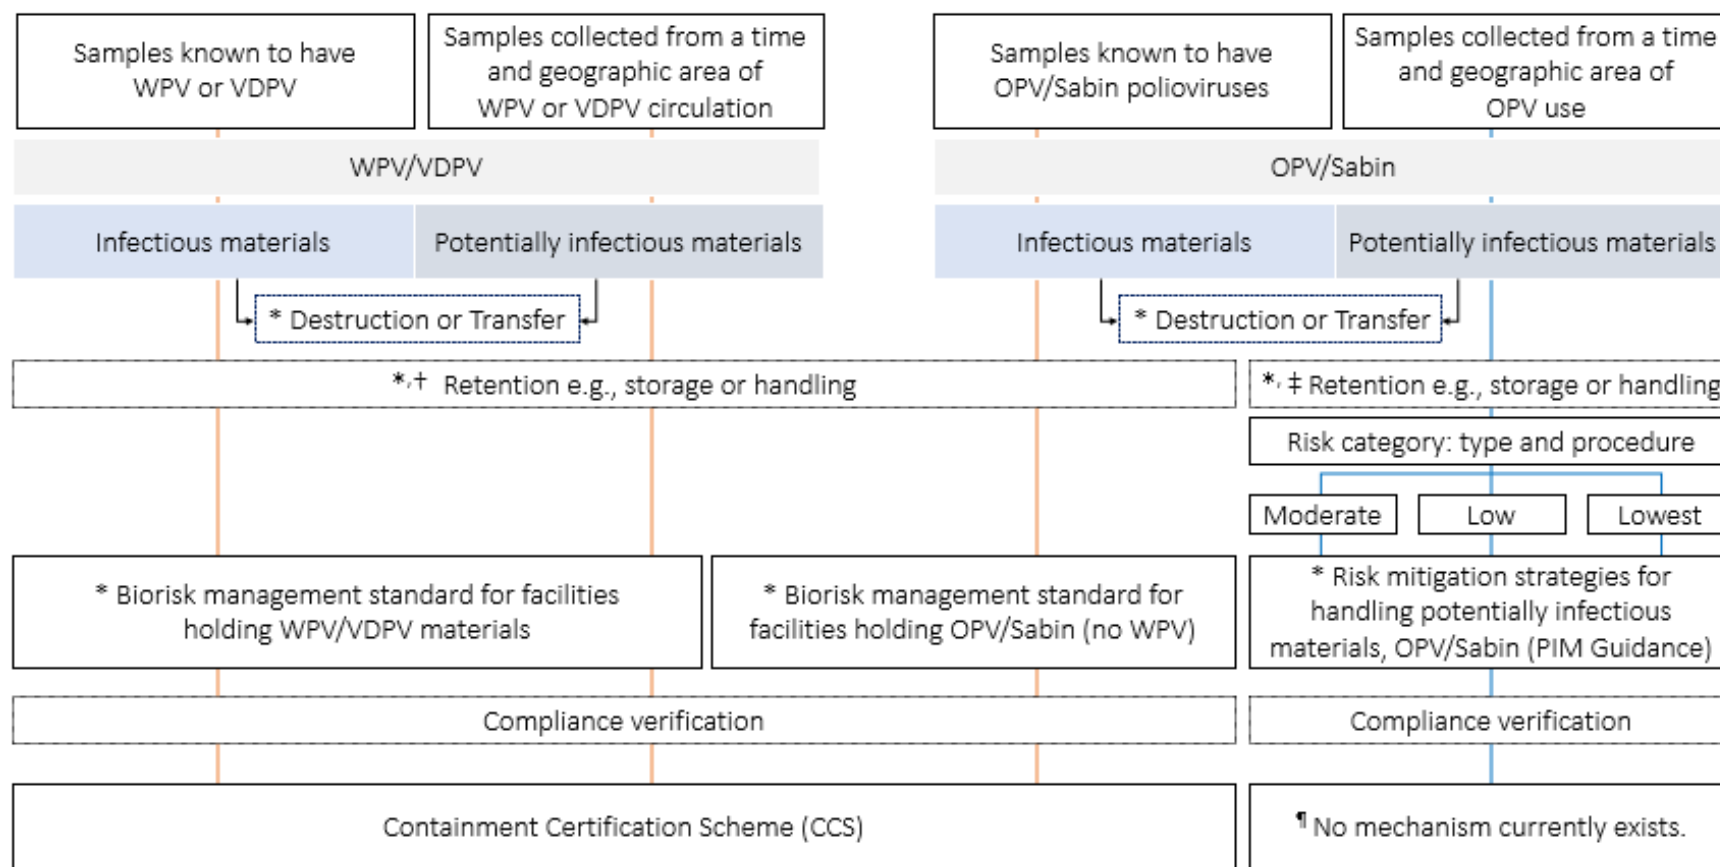 Samples known to have
WPV or VDPV
Samples collected from a time
and geographic area of
WPV or VDPV circulation
Samples known to have
OPV/Sabin polioviruses
Samples collected from a time
and geographic area of
OPV use
WPV/VDPV
OPV/Sabin
Infectious materials
Potentially infectious materials
Infectious materials
Potentially infectious materials
* Destruction or Transfer
* Destruction or Transfer
*,† Retention e.g., storage or handling
*, ‡ Retention e.g., storage or handling
Risk category: type and procedure
Moderate
Low
Lowest
* Biorisk management standard for facilities
holding WPV/VDPV materials
* Biorisk management standard for
facilities holding OPV/Sabin (no WPV)
* Risk mitigation strategies for
handling potentially infectious
materials, OPV/Sabin (PIM Guidance)
Compliance verification
Compliance verification
Containment Certification Scheme (CCS)
¶ No mechanism currently exists.